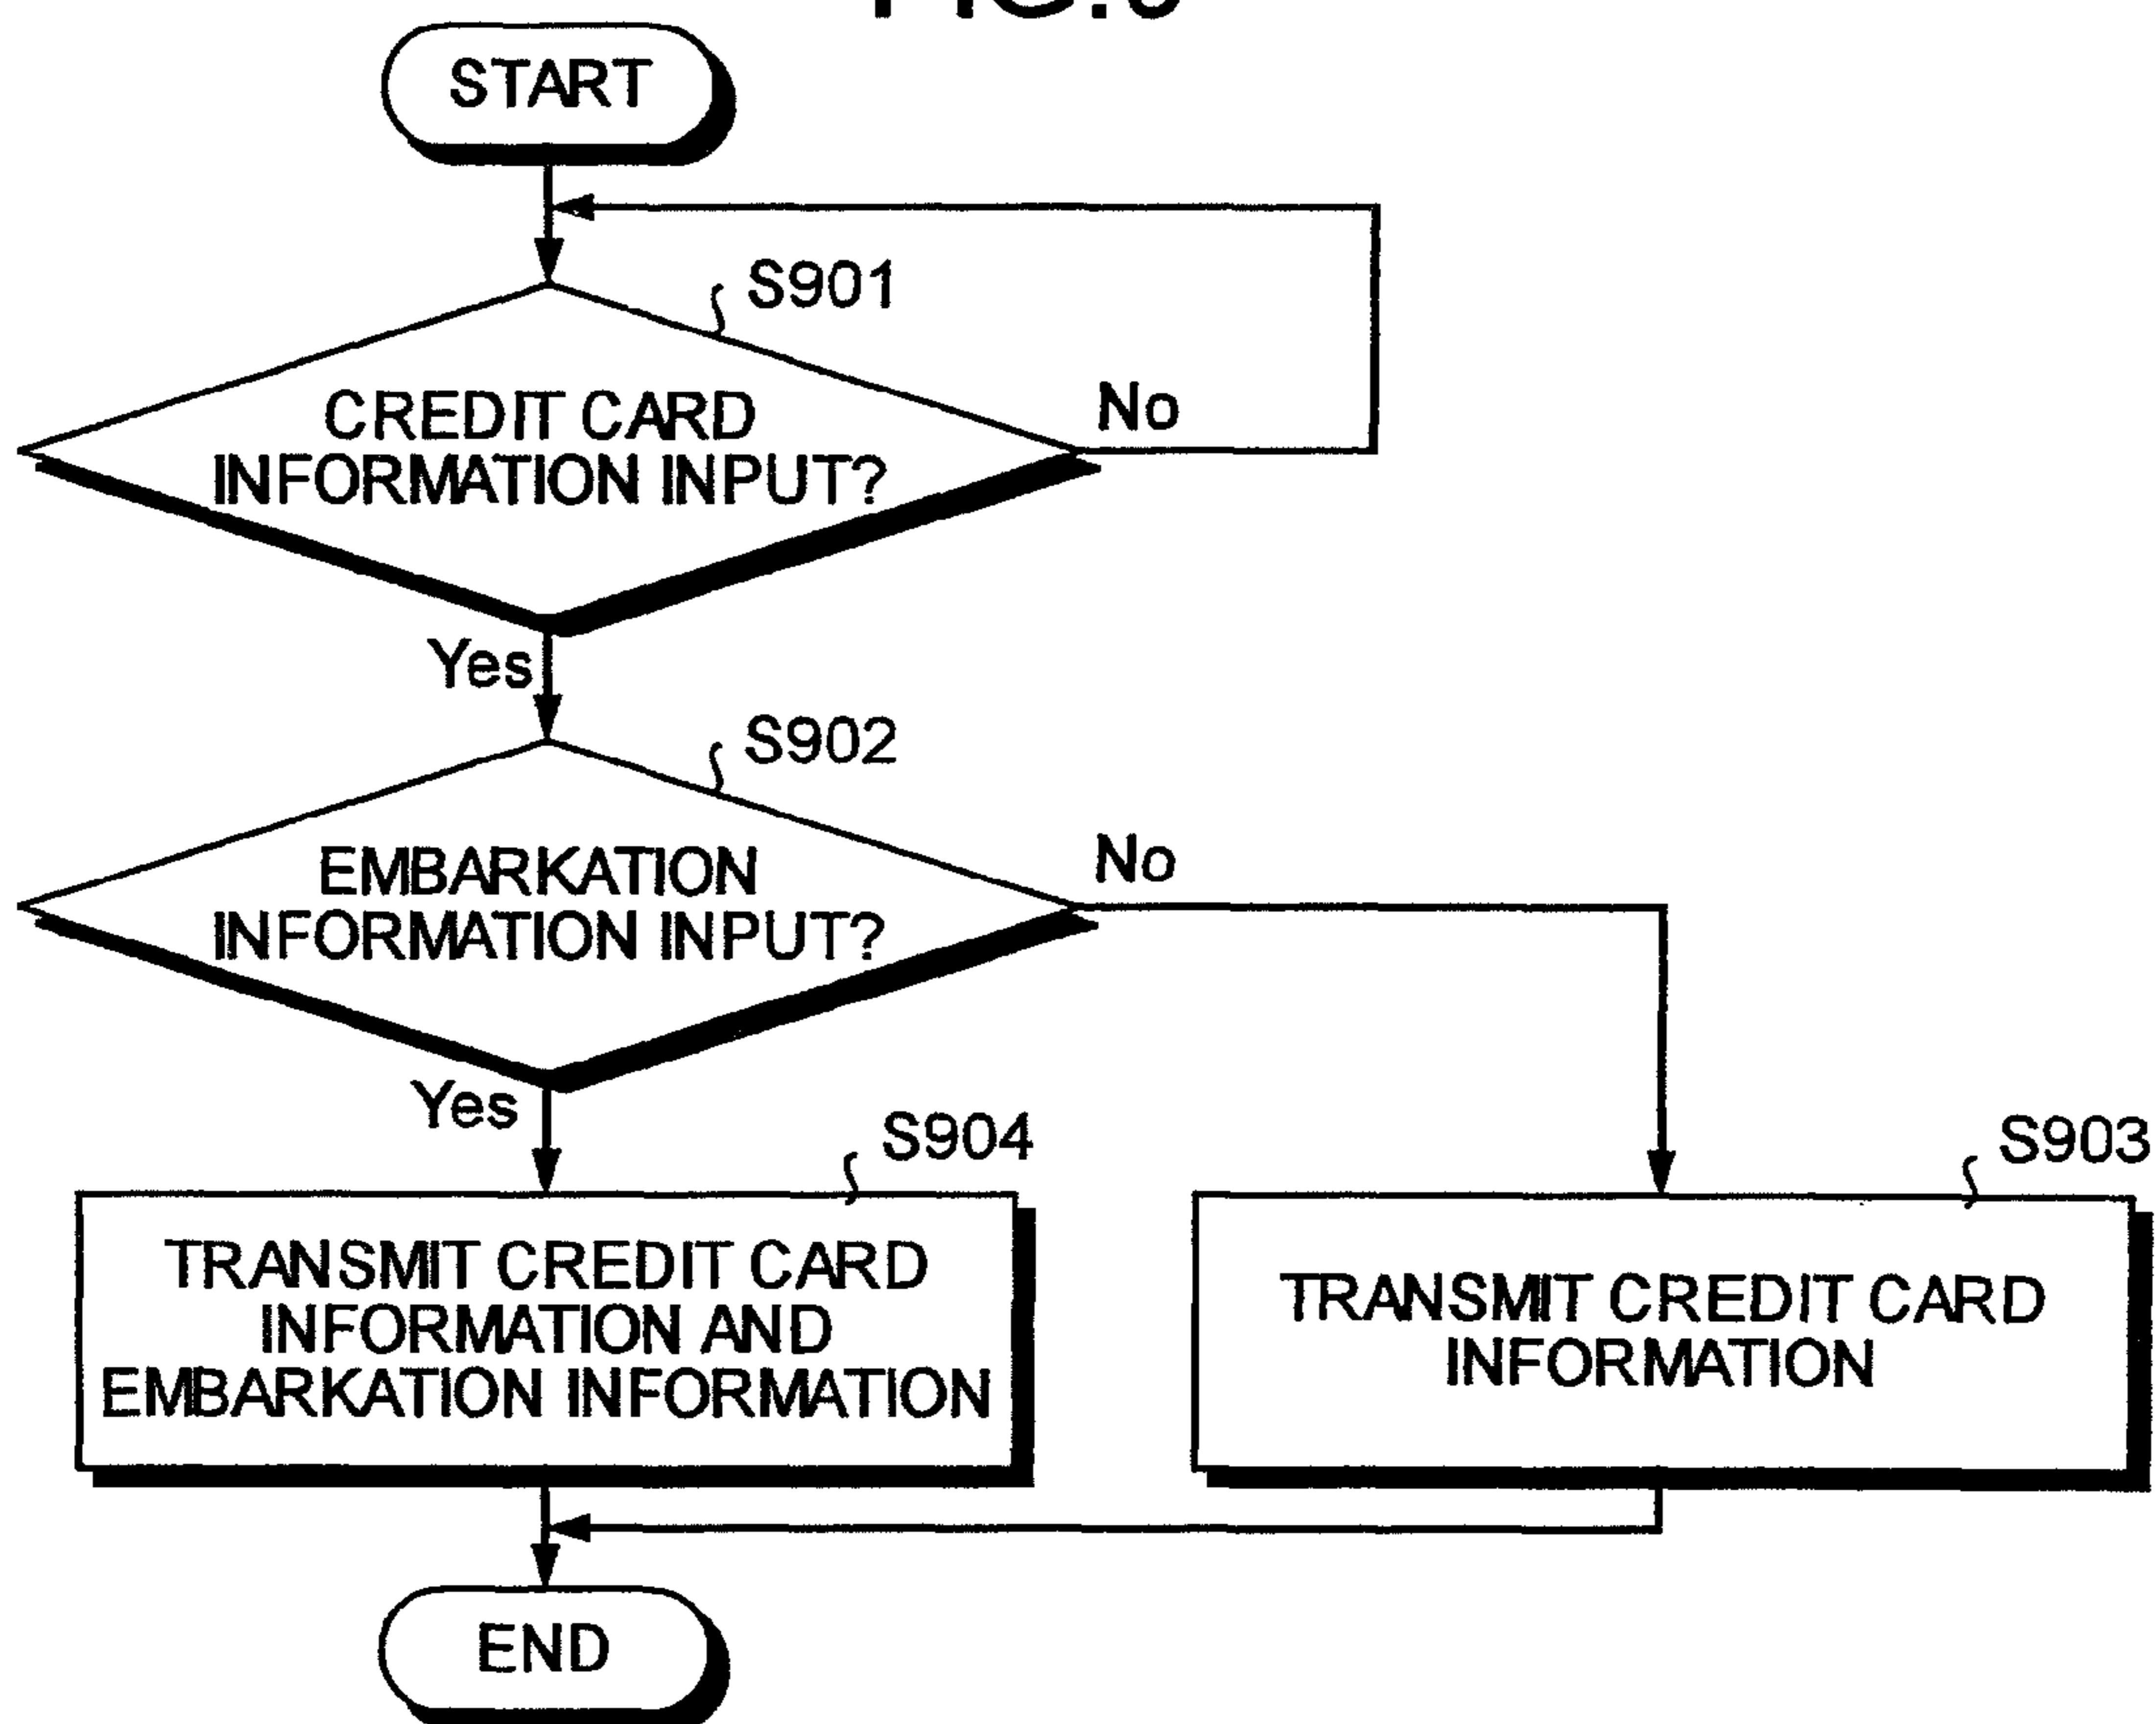 START
S901
CREDIT CARD
INFORMATION INPUT?
No
Yes
S902
EMBARKATION
INFORMATION INPUT?
No
Yes
S904
S903
TRANSMIT CREDIT CARD
INFORMATION AND
EMBARKATION INFORMATION
TRANSMIT CREDIT CARD
INFORMATION
END